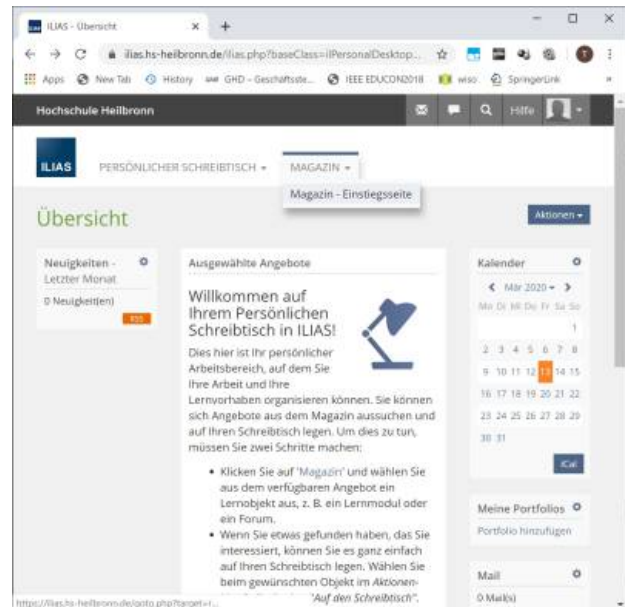 ILIAS - Übersicht
ilias.hs-heilbronn.de/ilias.php?baseClass=ilPersonalDesktop...
Apps New Tab History GHD - Geschäftsste... IEEE EDUCON2018 wiso SpringerLink
Hochschule Heilbronn Hilfe
ILIAS PERSÖNLICHER SCHREIBTISCH MAGAZIN
Magazin - Einstiegsseite
Übersicht Aktionen
Neuigkeiten -
Letzter Monat
0 Neuigkeit(en)
RSS
Ausgewählte Angebote
Willkommen auf
Ihrem Persönlichen
Schreibtisch in ILIAS!
Dies hier ist Ihr persönlicher
Arbeitsbereich, auf dem Sie
Ihre Arbeit und Ihre
Lernvorhaben organisieren können. Sie können
sich Angebote aus dem Magazin aussuchen und
auf Ihren Schreibtisch legen. Um dies zu tun,
müssen Sie zwei Schritte machen:
• Klicken Sie auf 'Magazin' und wählen Sie
aus dem verfügbaren Angebot ein
Lernobjekt aus, z. B. ein Lernmodul oder
ein Forum.
• Wenn Sie etwas gefunden haben, das Sie
interessiert, können Sie es ganz einfach
auf Ihren Schreibtisch legen. Wählen Sie
beim gewünschten Objekt im Aktionen-
"Auf den Schreibtisch".
Kalender
Mär 2020
Mo Di Mi Do Fr Sa So
1
2 3 4 5 6 7 8
9 10 11 12 13 14 15
16 17 18 19 20 21 22
23 24 25 26 27 28 29
30 31
iCal
Meine Portfolios
Portfolio hinzufügen
Mail
0 Mail(s)
https://ilias.hs-heilbronn.de/goto.php?target=r...